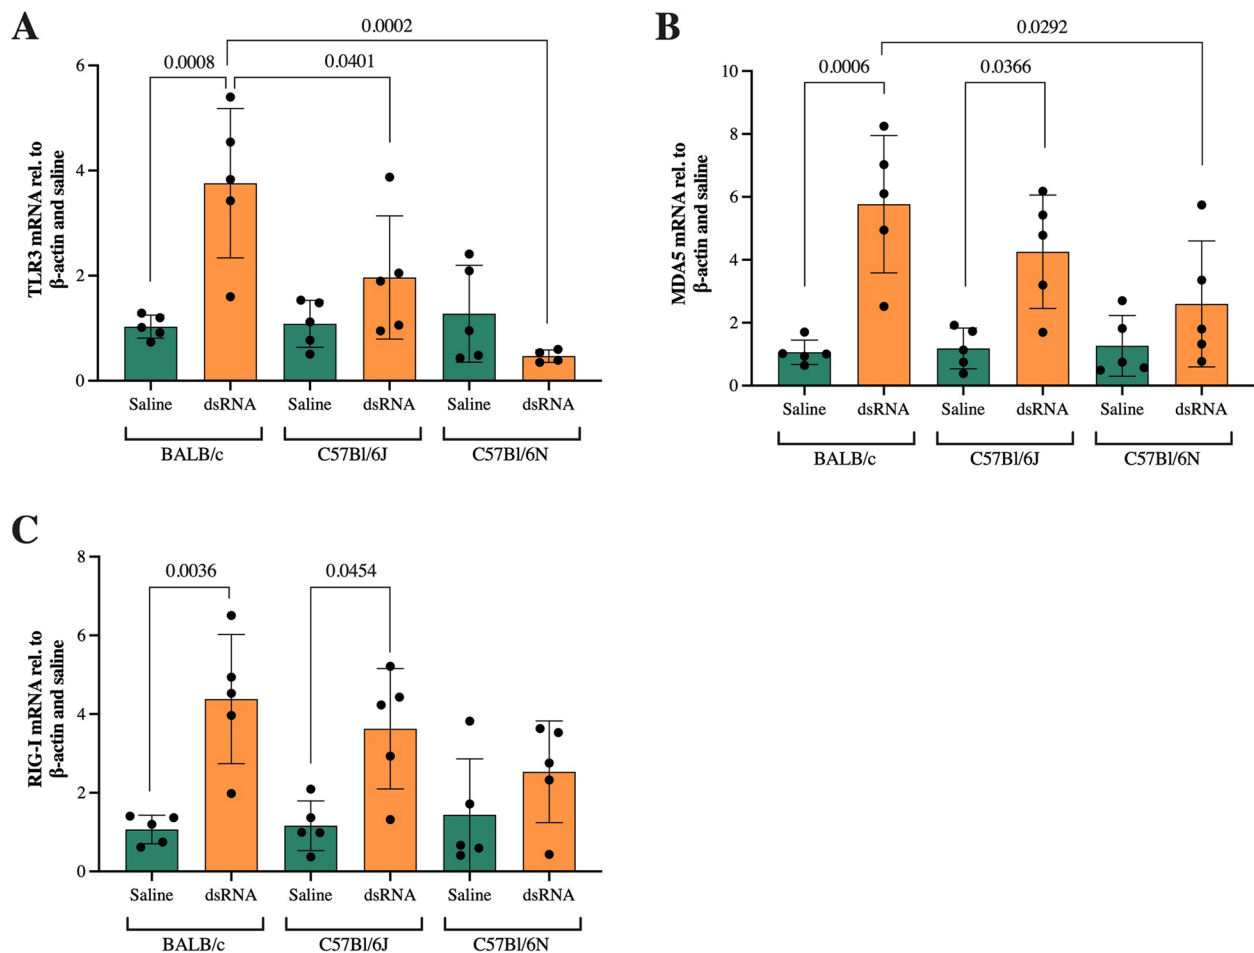 A
0.0002
0.0008
0.0401
6
4
2
0
TLR3 mRNA rel. to
β-actin and saline
Saline
dsRNA
Saline
dsRNA
Saline
dsRNA
BALB/c
C57Bl/6J
C57Bl/6N
B
0.0292
0.0006
0.0366
10
8
6
4
2
0
MDA5 mRNA rel. to
β-actin and saline
Saline
dsRNA
Saline
dsRNA
Saline
dsRNA
BALB/c
C57Bl/6J
C57Bl/6N
C
0.0036
0.0454
8
6
4
2
0
RIG-I mRNA rel. to
β-actin and saline
Saline
dsRNA
Saline
dsRNA
Saline
dsRNA
BALB/c
C57Bl/6J
C57Bl/6N